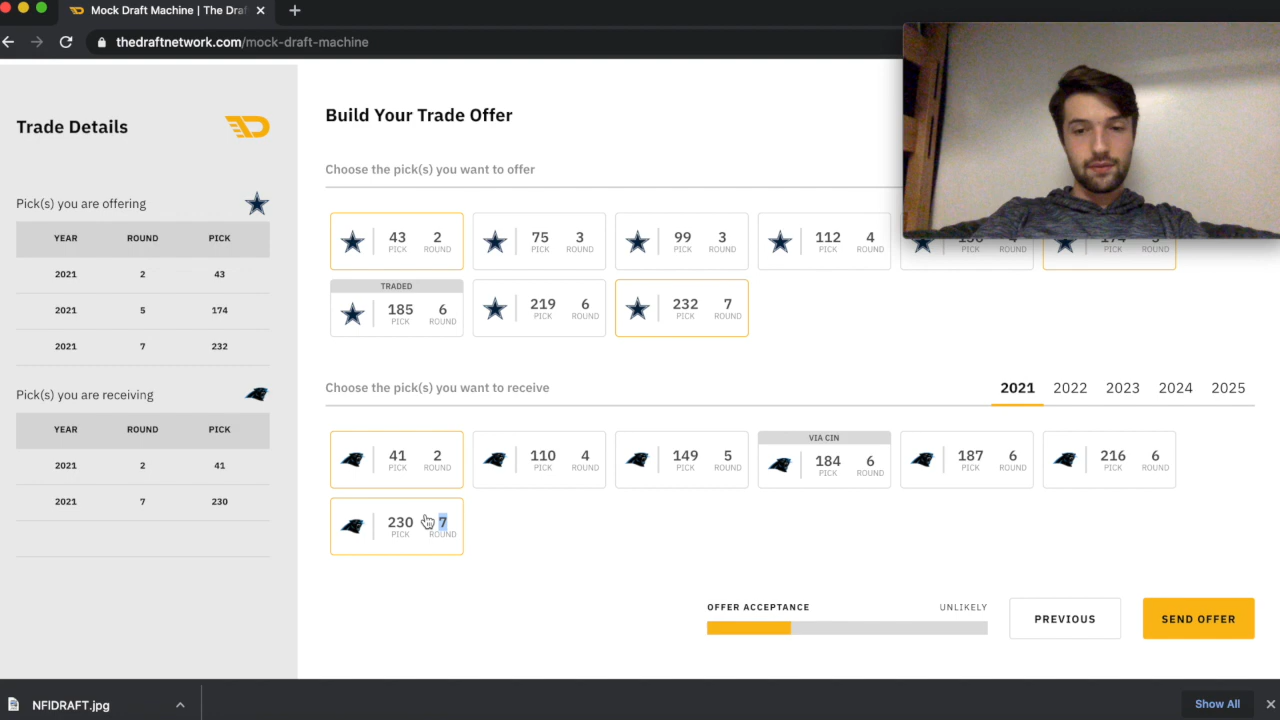 Mock Draft Machine | The Draf
thedraftnetwork.com/mock-draft-machine
Trade Details
Pick(s) you are offering
YEAR ROUND PICK
2021 2 43
2021 5 174
2021 7 232
Pick(s) you are receiving
YEAR ROUND PICK
2021 2 41
2021 7 230
Build Your Trade Offer
Choose the pick(s) you want to offer
43 2 75 3 99 3 112 4
PICK ROUND PICK ROUND PICK ROUND PICK ROUND PICK ROUND PICK ROUND
TRADED
185 6 219 6 232 7
PICK ROUND PICK ROUND PICK ROUND
Choose the pick(s) you want to receive
2021 2022 2023 2024 2025
VIA CIN
41 2 110 4 149 5 184 6 187 6 216 6
PICK ROUND PICK ROUND PICK ROUND PICK ROUND PICK ROUND PICK ROUND
230 7
PICK ROUND
OFFER ACCEPTANCE UNLIKELY
PREVIOUS
SEND OFFER
NFIDRAFT.jpg
Show All